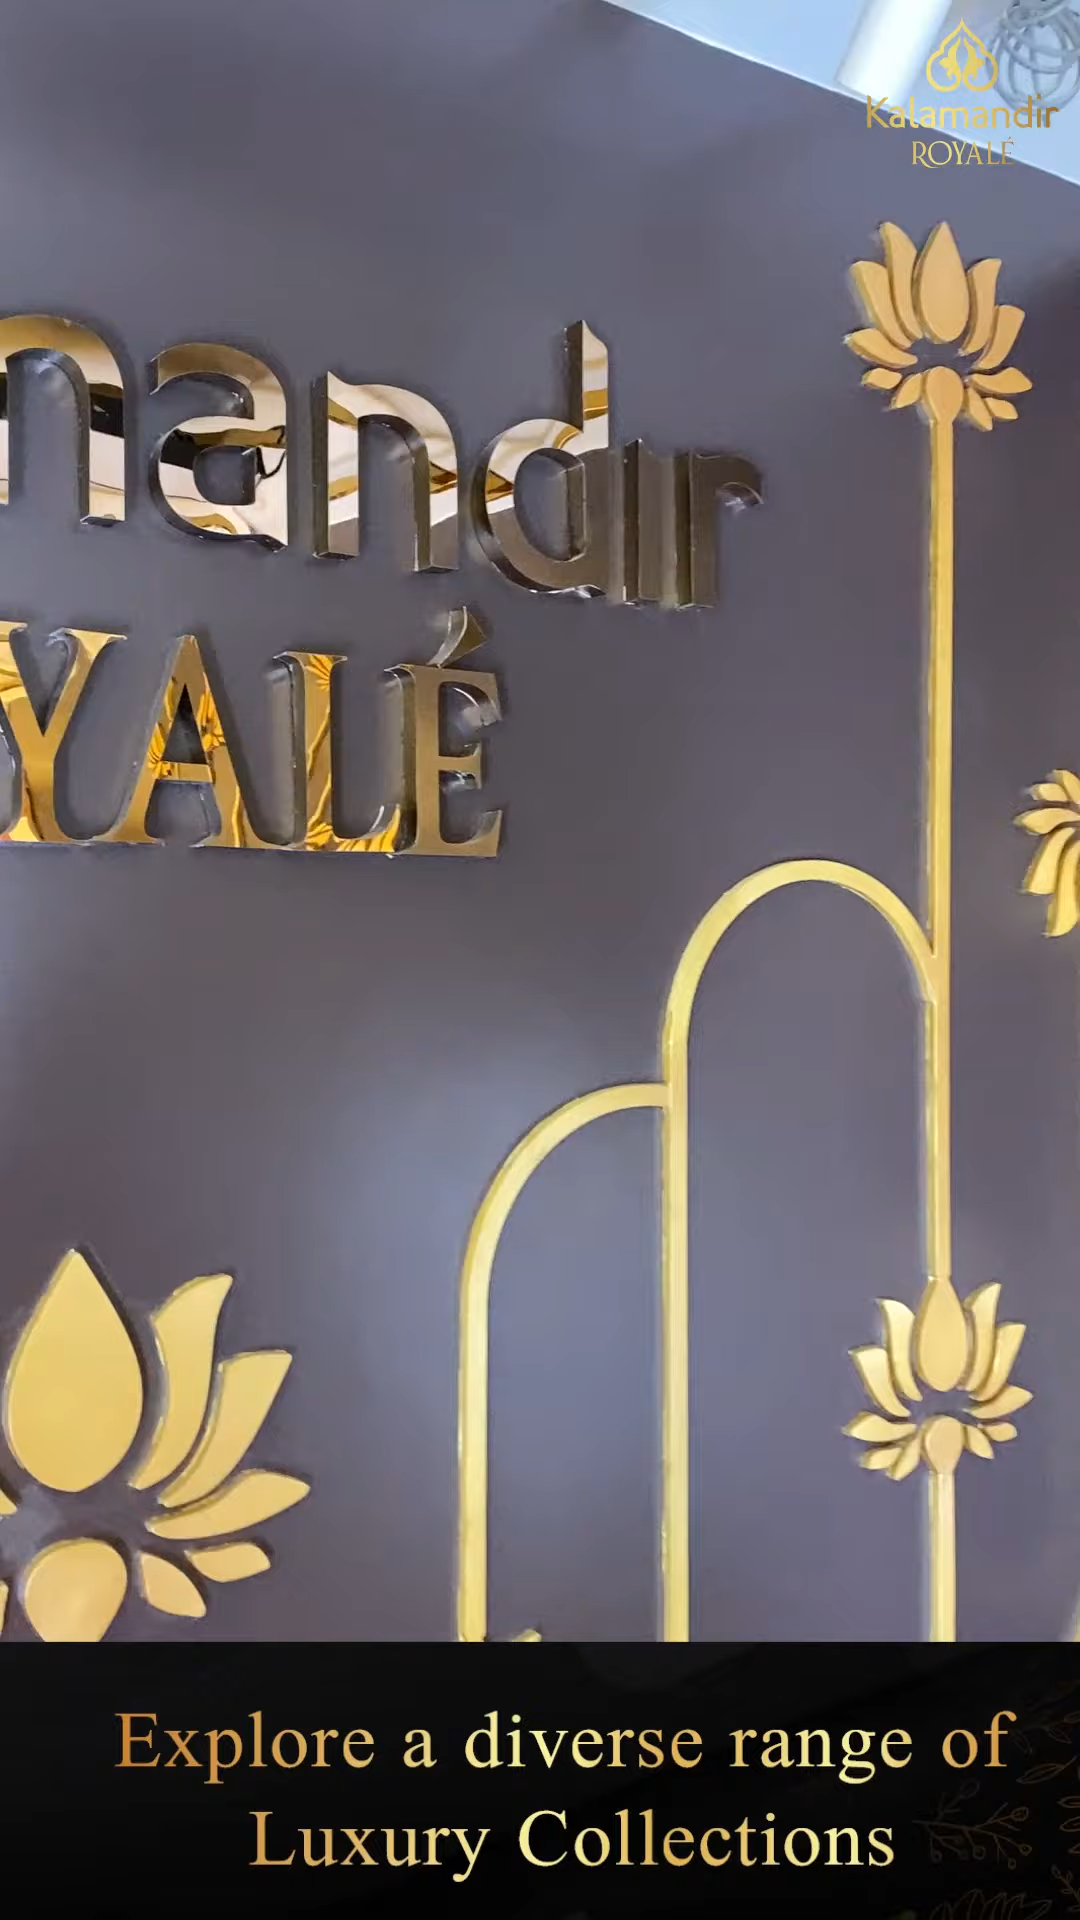 Kalamandir
ROYALÉ
mandir
YALÉ
Explore a diverse range of
Luxury Collections